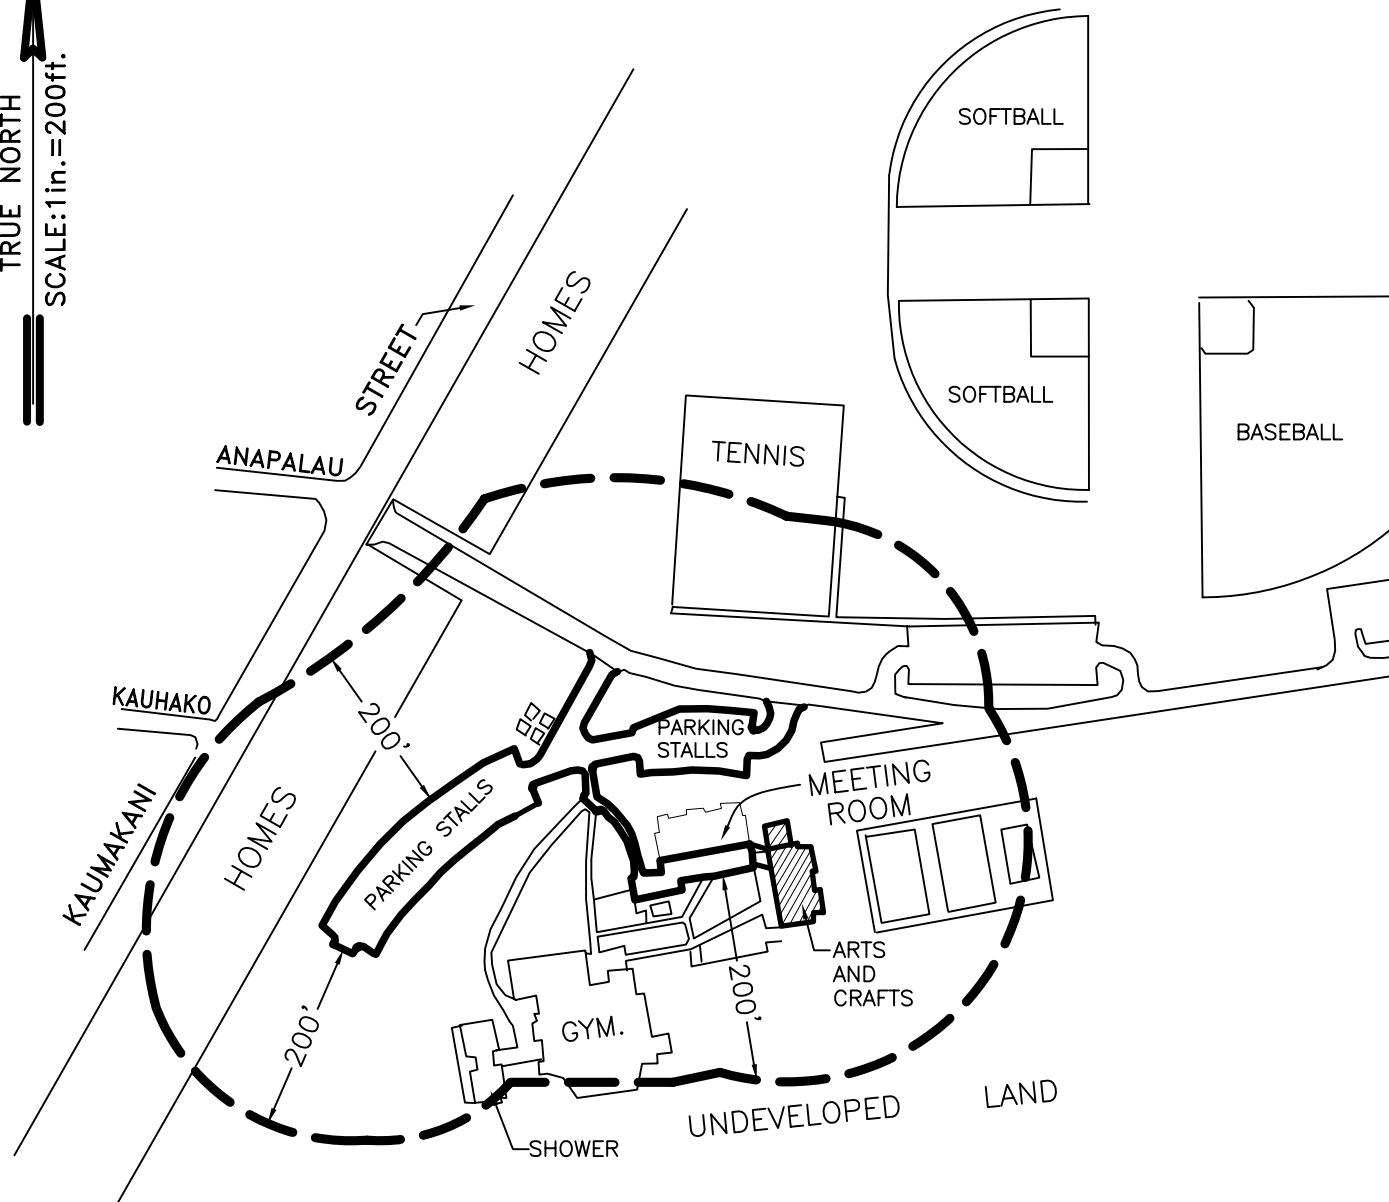 TRUE NORTH
SCALE:1in.=200ft.
SOFTBALL
HOMES
STREET
SOFTBALL
BASEBALL
TENNIS
ANAPALAU
KAUHAKO
200'
PARKING
STALLS
MEETING
ROOM
KAUMAKANI
HOMES
PARKING STALLS
ARTS
AND
CRAFTS
200'
200'
GYM.
UNDEVELOPED LAND
SHOWER